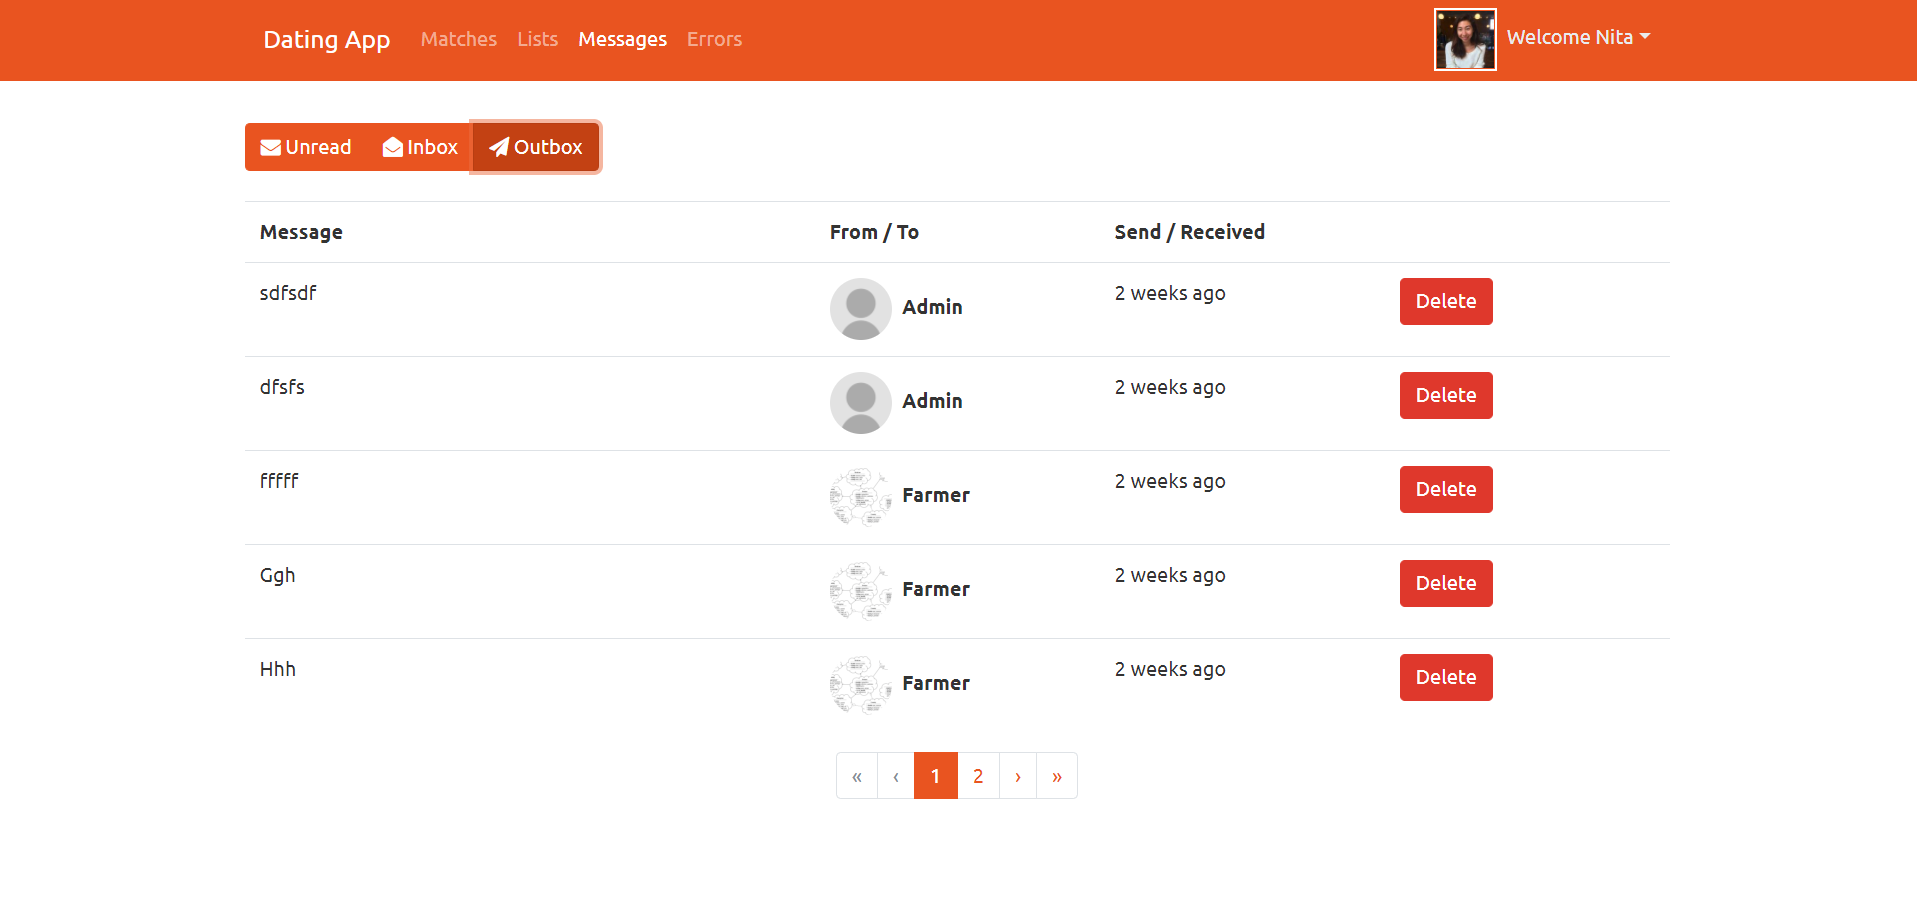 Dating App Matches Lists Messages Errors Welcome Nita
Unread Inbox Outbox
Message From / To Send / Received
sdfsdf Admin 2 weeks ago Delete
dfsfs Admin 2 weeks ago Delete
fffff Farmer 2 weeks ago Delete
Ggh Farmer 2 weeks ago Delete
Hhh Farmer 2 weeks ago Delete
« ‹ 1 2 › »